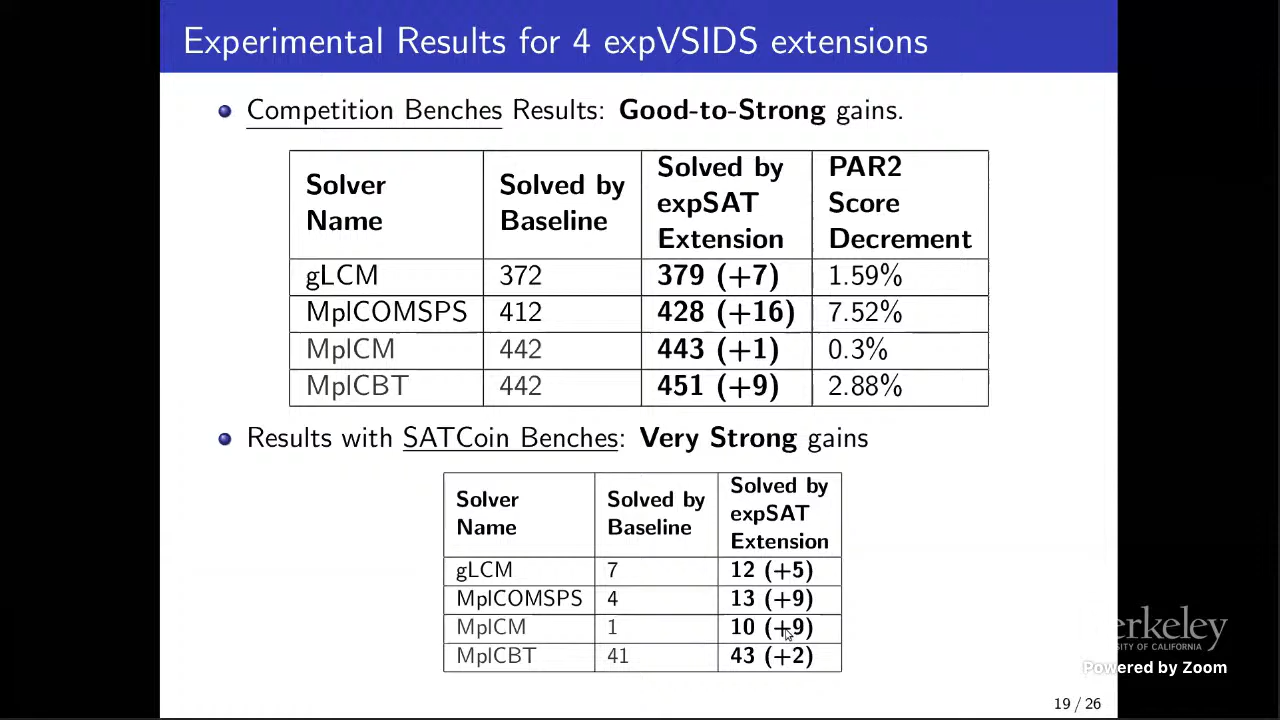 Experimental Results for 4 expVSIDS extensions
Competition Benches Results: Good-to-Strong gains.
Solver Name Solved by Baseline Solved by expSAT Extension PAR2 Score Decrement
gLCM 372 379 (+7) 1.59%
MplCOMSPS 412 428 (+16) 7.52%
MplCM 442 443 (+1) 0.3%
MplCBT 442 451 (+9) 2.88%
Results with SATCoin Benches: Very Strong gains
Solver Name Solved by Baseline Solved by expSAT Extension
gLCM 7 12 (+5)
MplCOMSPS 4 13 (+9)
MplCM 1 10 (+9)
MplCBT 41 43 (+2)
erkeley
OF CALIFORNIA
Powered by Zoom
19 / 26